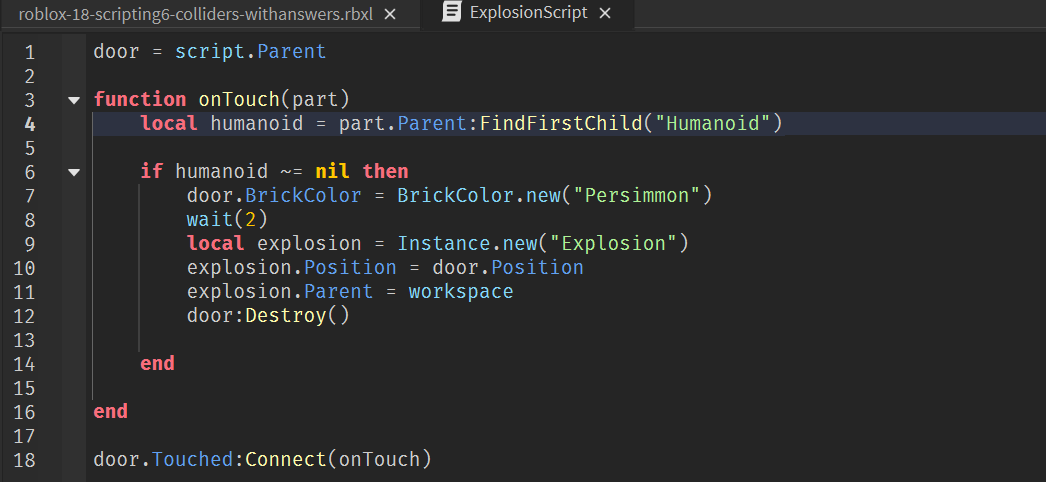 roblox-18-scripting6-colliders-withanswers.rbxl ×
ExplosionScript ×
1 door = script.Parent
2
3 function onTouch(part)
4 local humanoid = part.Parent:FindFirstChild("Humanoid")
5
6 if humanoid ~= nil then
7 door.BrickColor = BrickColor.new("Persimmon")
8 wait(2)
9 local explosion = Instance.new("Explosion")
10 explosion.Position = door.Position
11 explosion.Parent = workspace
12 door:Destroy()
13
14 end
15
16 end
17
18 door.Touched:Connect(onTouch)